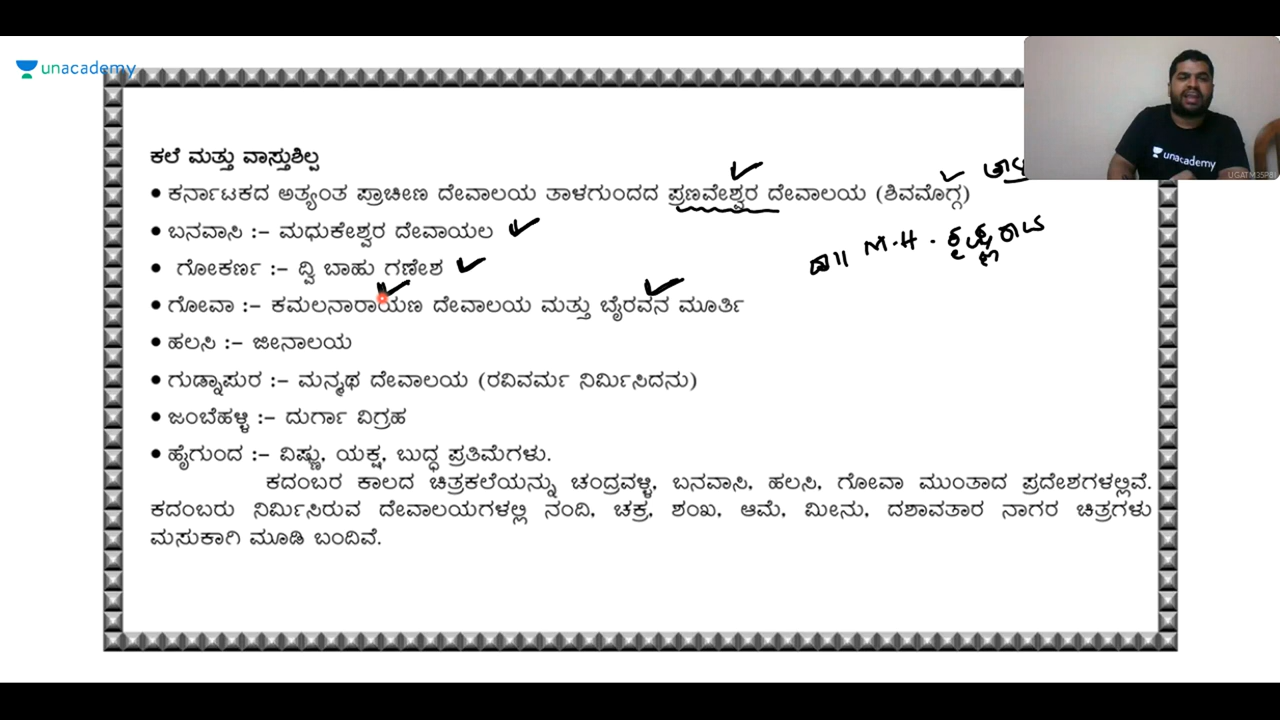 unacademy
unacademy
UGATM35P81
ಕಲೆ ಮತ್ತು ವಾಸ್ತುಶಿಲ್ಪ
• ಕರ್ನಾಟಕದ ಅತ್ಯಂತ ಪ್ರಾಚೀಣ ದೇವಾಲಯ ತಾಳಗುಂದದ ಪ್ರಣವೇಶ್ವರ ದೇವಾಲಯ (ಶಿವಮೊಗ್ಗ)
• ಬನವಾಸಿ :- ಮಧುಕೇಶ್ವರ ದೇವಾಯಲ
ಡಾ|| M.H. ಕೃಷ್ಣರಾವ
• ಗೋಕರ್ಣ :- ದ್ವಿ ಬಾಹು ಗಣೇಶ
• ಗೋವಾ :- ಕಮಲನಾರಾಯಣ ದೇವಾಲಯ ಮತ್ತು ಬೈರವನ ಮೂರ್ತಿ
• ಹಲಸಿ :- ಜೀನಾಲಯ
• ಗುಡ್ನಾಪುರ :- ಮನ್ಮಥ ದೇವಾಲಯ (ರವಿವರ್ಮ ನಿರ್ಮಿಸಿದನು)
• ಜಂಬೆಹಳ್ಳಿ :- ದುರ್ಗಾ ವಿಗ್ರಹ
• ಹೈಗುಂದ :- ವಿಷ್ಣು, ಯಕ್ಷ, ಬುದ್ಧ ಪ್ರತಿಮೆಗಳು.
ಕದಂಬರ ಕಾಲದ ಚಿತ್ರಕಲೆಯನ್ನು ಚಂದ್ರವಳ್ಳಿ, ಬನವಾಸಿ, ಹಲಸಿ, ಗೋವಾ ಮುಂತಾದ ಪ್ರದೇಶಗಳಲ್ಲಿವೆ.
ಕದಂಬರು ನಿರ್ಮಿಸಿರುವ ದೇವಾಲಯಗಳಲ್ಲಿ ನಂದಿ, ಚಕ್ರ, ಶಂಖ, ಆಮೆ, ಮೀನು, ದಶಾವತಾರ ನಾಗರ ಚಿತ್ರಗಳು
ಮಸುಕಾಗಿ ಮೂಡಿ ಬಂದಿವೆ.